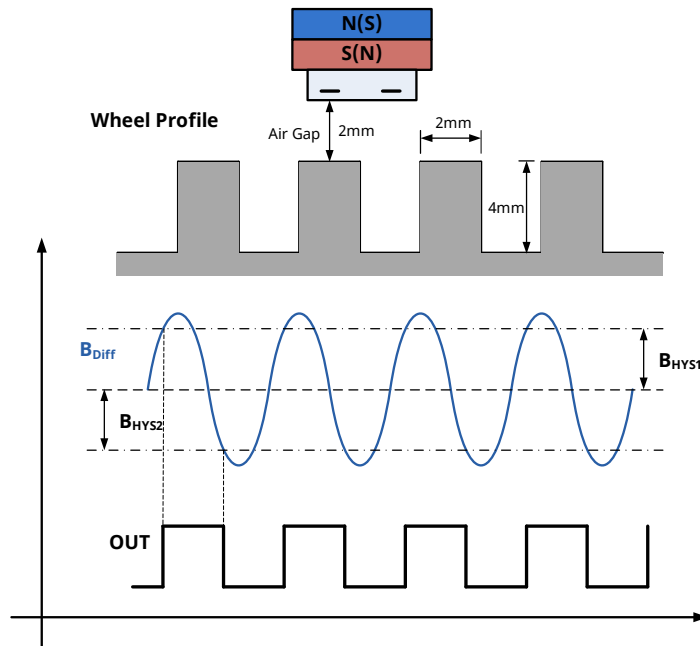 N(S)
S(N)
Wheel Profile
Air Gap
2mm
2mm
4mm
BDiff
BHYS1
BHYS2
OUT